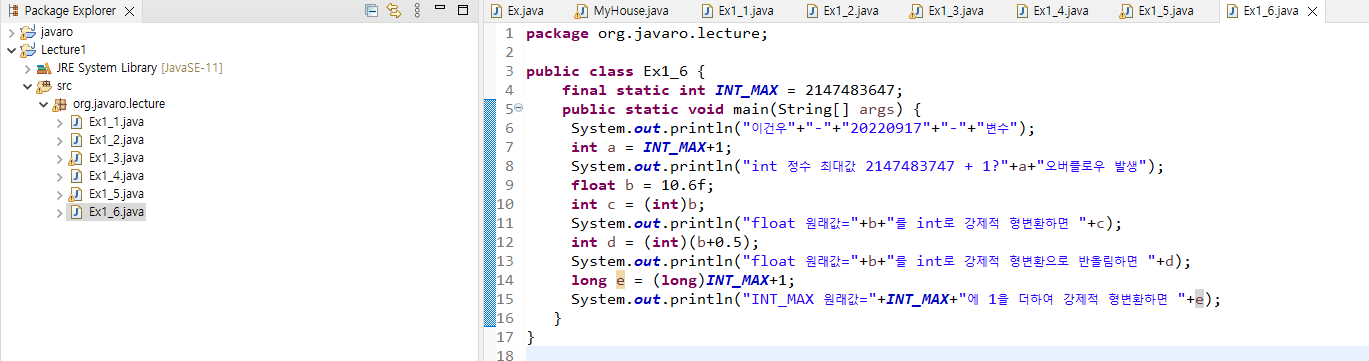 Package Explorer
javaro
Lecture1
JRE System Library [JavaSE-11]
src
org.javaro.lecture
Ex1_1.java
Ex1_2.java
Ex1_3.java
Ex1_4.java
Ex1_5.java
Ex1_6.java
Ex.java MyHouse.java Ex1_1.java Ex1_2.java Ex1_3.java Ex1_4.java Ex1_5.java Ex1_6.java
1 package org.javaro.lecture;
2
3 public class Ex1_6 {
4 final static int INT_MAX = 2147483647;
5 public static void main(String[] args) {
6 System.out.println("이건우"+"-"+"20220917"+"-"+"변수");
7 int a = INT_MAX+1;
8 System.out.println("int 정수 최대값 2147483747 + 1?"+a+"오버플로우 발생");
9 float b = 10.6f;
10 int c = (int)b;
11 System.out.println("float 원래값="+b+"를 int로 강제적 형변환하면 "+c);
12 int d = (int)(b+0.5);
13 System.out.println("float 원래값="+b+"를 int로 강제적 형변환으로 반올림하면 "+d);
14 long e = (long)INT_MAX+1;
15 System.out.println("INT_MAX 원래값="+INT_MAX+"에 1을 더하여 강제적 형변환하면 "+e);
16 }
17 }
18